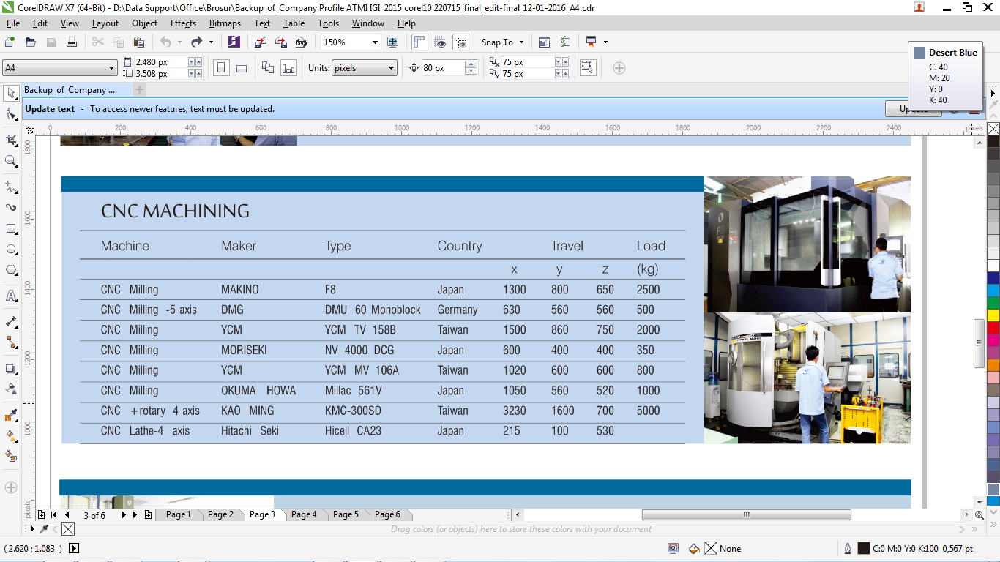 CorelDRAW X7 (64-Bit) - D:\Data Support\Office\Brosur\Backup_of_Company Profile ATMI IGI 2015 corel10 220715_final_edit-final_12-01-2016_A4.cdr
File Edit View Layout Object Effects Bitmaps Text Table Tools Window Help
150% Snap To
A4 2.480 px 3.508 px Units: pixels 80 px 75 px 75 px
Desert Blue
C: 40
M: 20
Y: 0
K: 40
Backup_of_Company ...
Update text - To access newer features, text must be updated.
0 200 400 600 800 1000 1200 1400 1600 1800 2000 2200 2400 pixels
1800
1600
1400
1200
1000
pixels
CNC MACHINING
Machine Maker Type Country Travel Load
x y z (kg)
CNC Milling MAKINO F8 Japan 1300 800 650 2500
CNC Milling -5 axis DMG DMU 60 Monoblock Germany 630 560 560 500
CNC Milling YCM YCM TV 158B Taiwan 1500 860 750 2000
CNC Milling MORISEKI NV 4000 DCG Japan 600 400 400 350
CNC Milling YCM YCM MV 106A Taiwan 1020 600 600 800
CNC Milling OKUMA HOWA Millac 561V Japan 1050 560 520 1000
CNC +rotary 4 axis KAO MING KMC-300SD Taiwan 3230 1600 700 5000
CNC Lathe-4 axis Hitachi Seki Hicell CA23 Japan 215 100 530
3 of 6 Page 1 Page 2 Page 3 Page 4 Page 5 Page 6
Drag colors (or objects) here to store these colors with your document
( 2.620 ; 1.083 ) None C:0 M:0 Y:0 K:100 0,567 pt